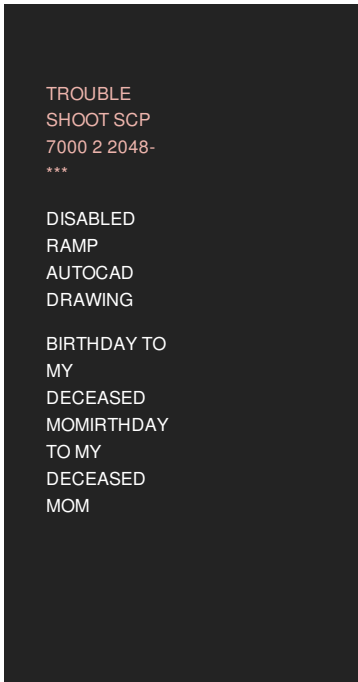 TROUBLE
SHOOT SCP
7000 2 2048-
***
DISABLED
RAMP
AUTOCAD
DRAWING
BIRTHDAY TO
MY
DECEASED
MOMIRTHDAY
TO MY
DECEASED
MOM